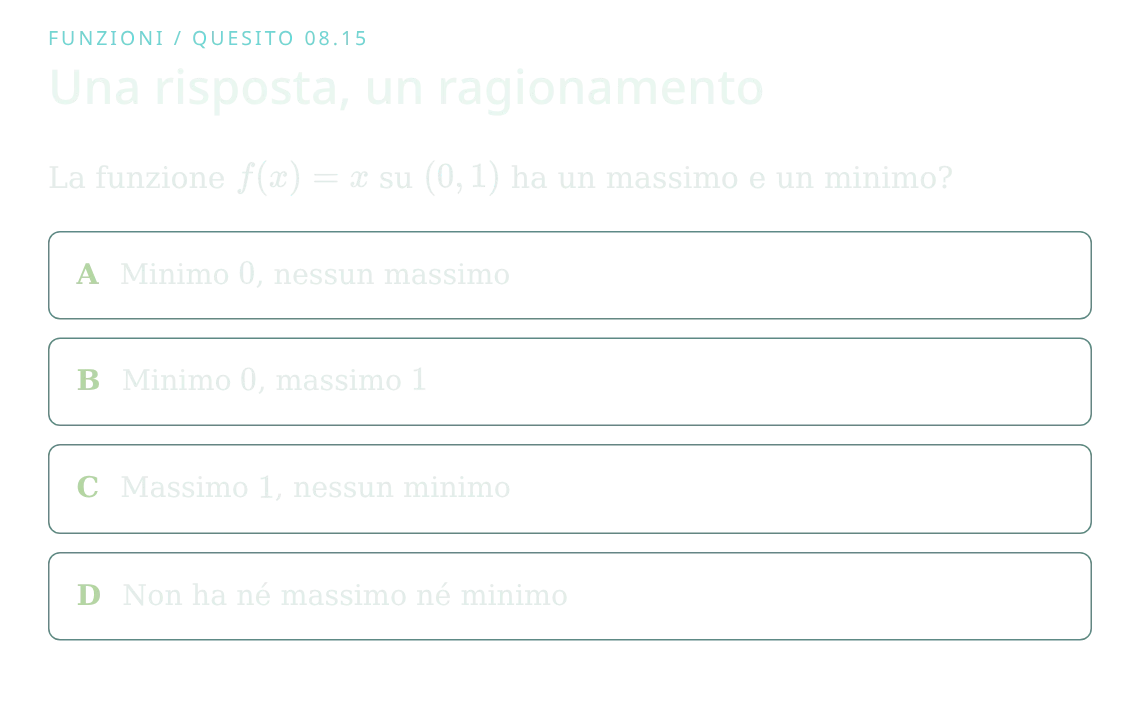 FUNZIONI / QUESITO 08.15
Una risposta, un ragionamento
La funzione f(x) = x su (0, 1) ha un massimo e un minimo?
A Minimo 0, nessun massimo
B Minimo 0, massimo 1
C Massimo 1, nessun minimo
D Non ha né massimo né minimo